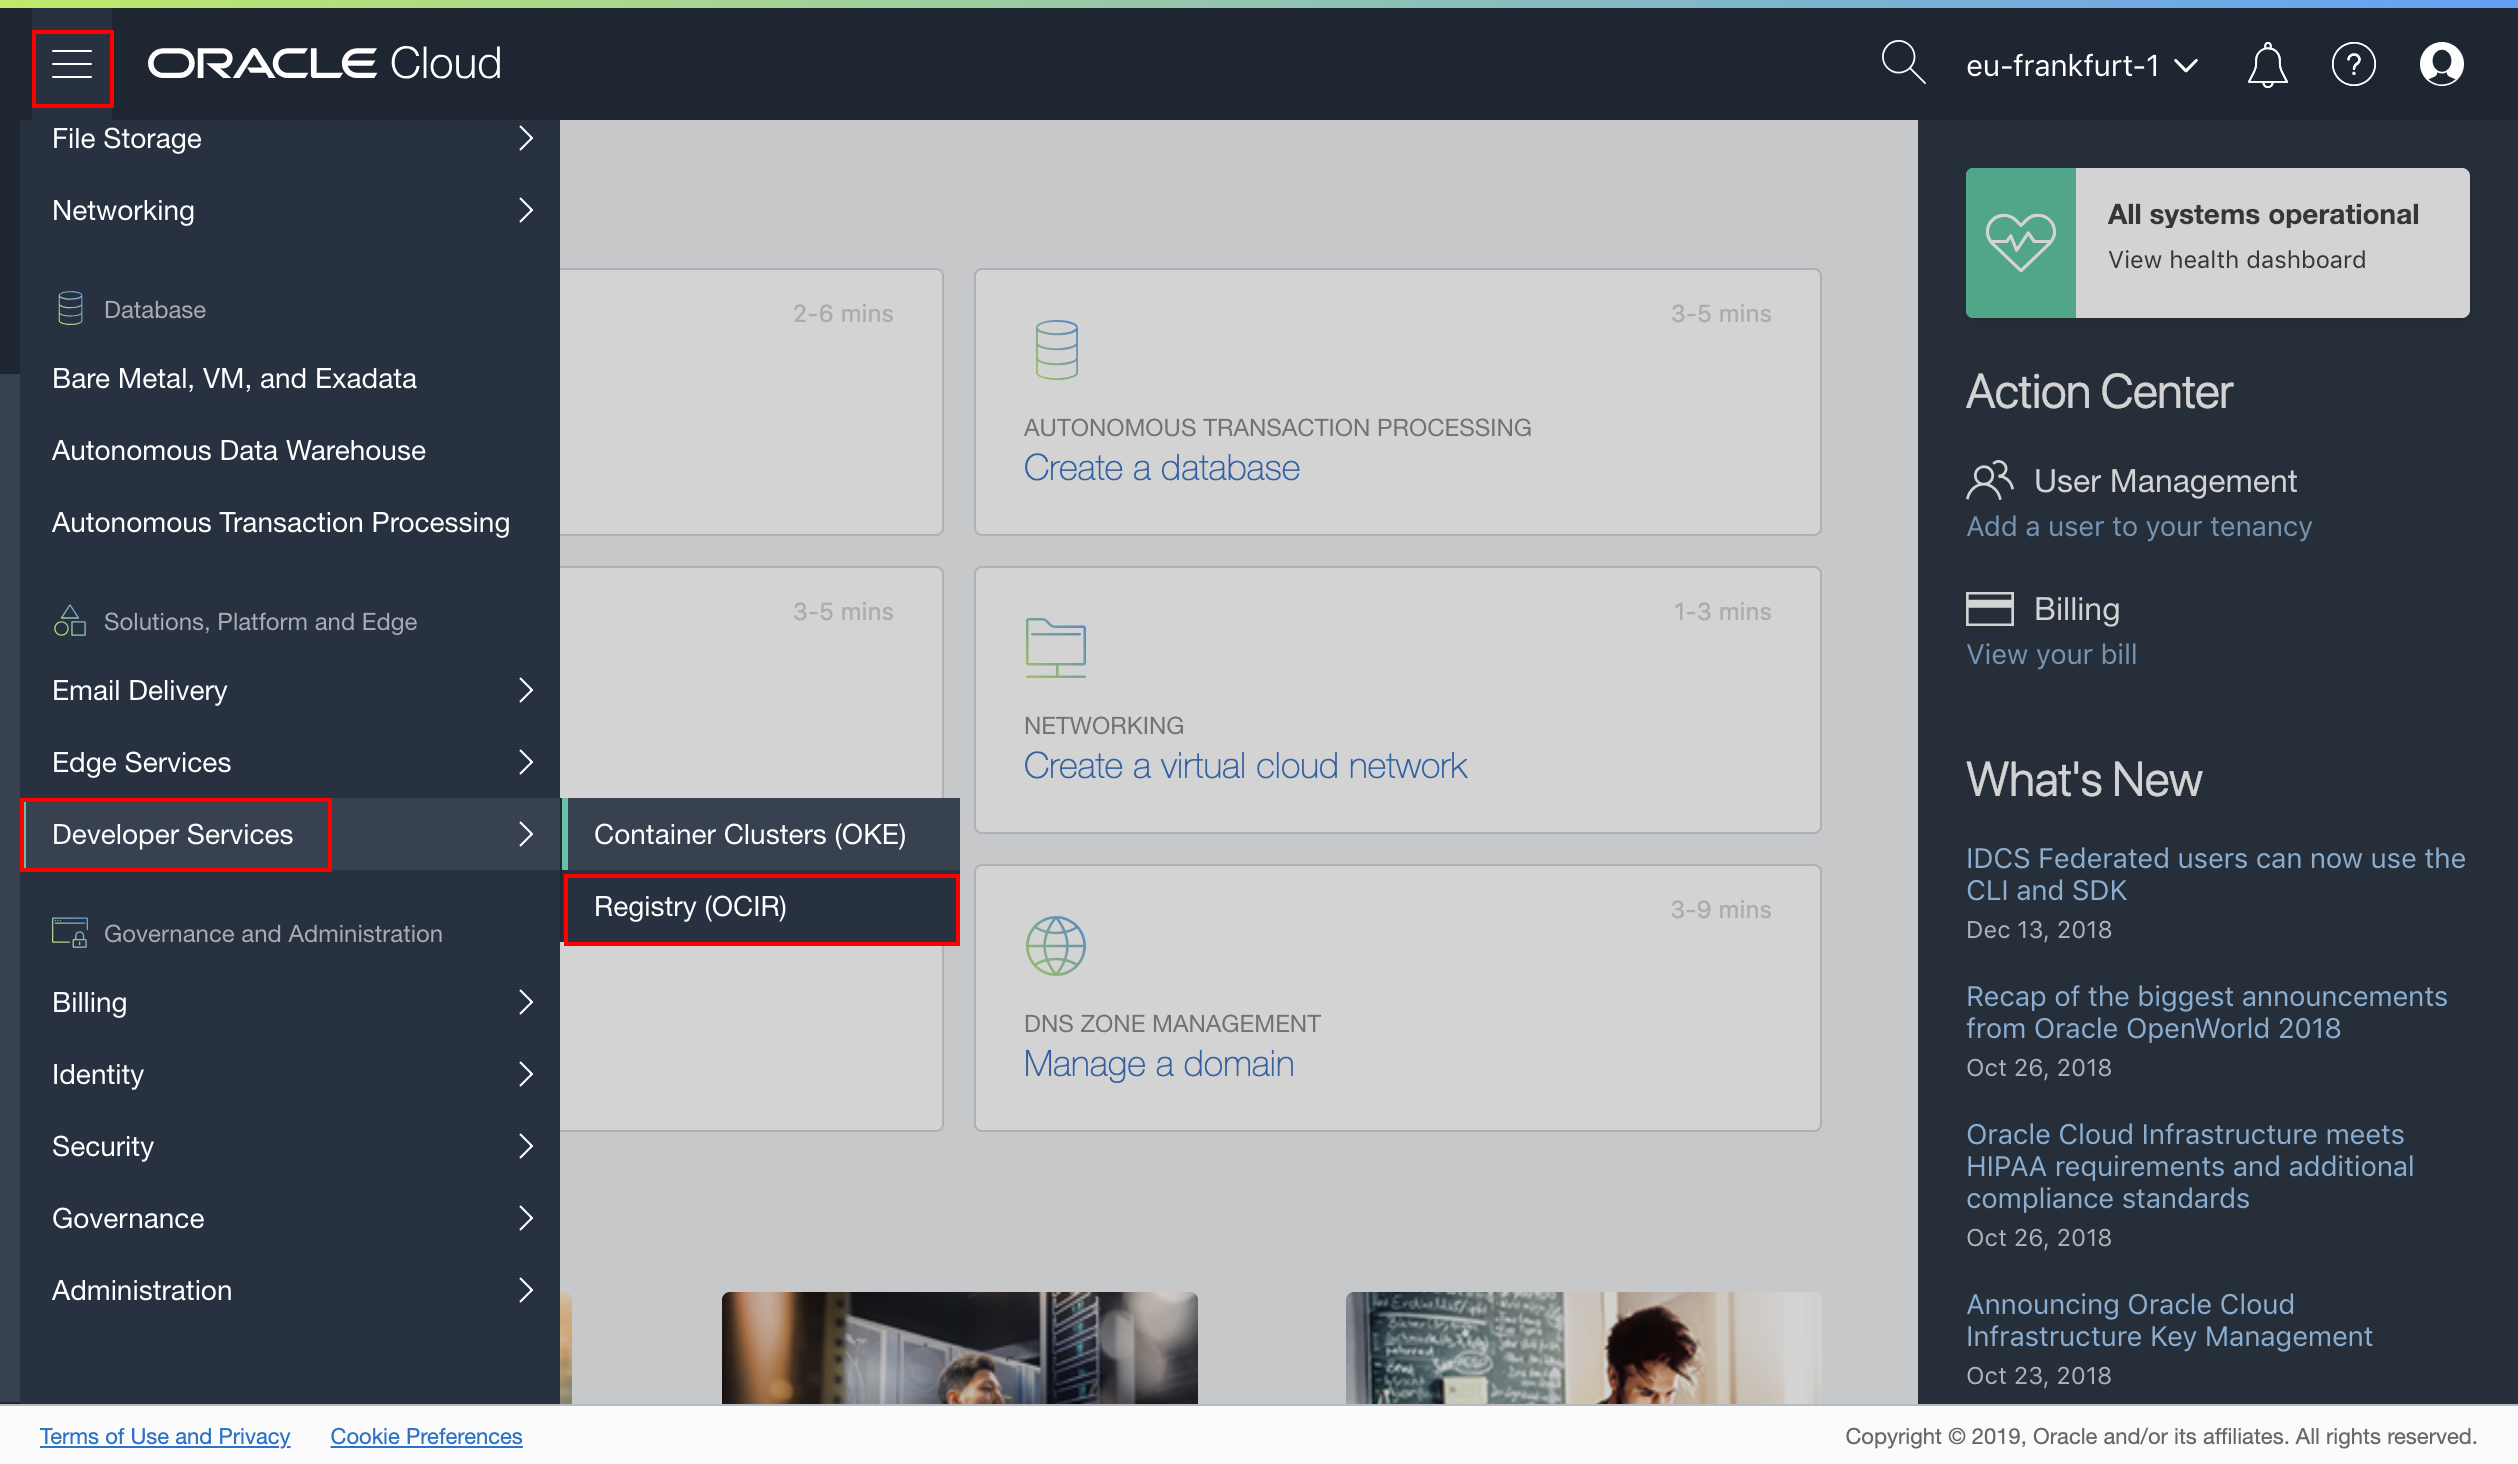 ORACLE Cloud
eu-frankfurt-1
File Storage
Networking
Database
Bare Metal, VM, and Exadata
Autonomous Data Warehouse
Autonomous Transaction Processing
Solutions, Platform and Edge
Email Delivery
Edge Services
Developer Services
Container Clusters (OKE)
Registry (OCIR)
Governance and Administration
Billing
Identity
Security
Governance
Administration
2-6 mins
3-5 mins
AUTONOMOUS TRANSACTION PROCESSING
Create a database
3-5 mins
1-3 mins
NETWORKING
Create a virtual cloud network
3-9 mins
DNS ZONE MANAGEMENT
Manage a domain
All systems operational
View health dashboard
Action Center
User Management
Add a user to your tenancy
Billing
View your bill
What's New
IDCS Federated users can now use the
CLI and SDK
Dec 13, 2018
Recap of the biggest announcements
from Oracle OpenWorld 2018
Oct 26, 2018
Oracle Cloud Infrastructure meets
HIPAA requirements and additional
compliance standards
Oct 26, 2018
Announcing Oracle Cloud
Infrastructure Key Management
Oct 23, 2018
Terms of Use and Privacy
Cookie Preferences
Copyright © 2019, Oracle and/or its affiliates. All rights reserved.